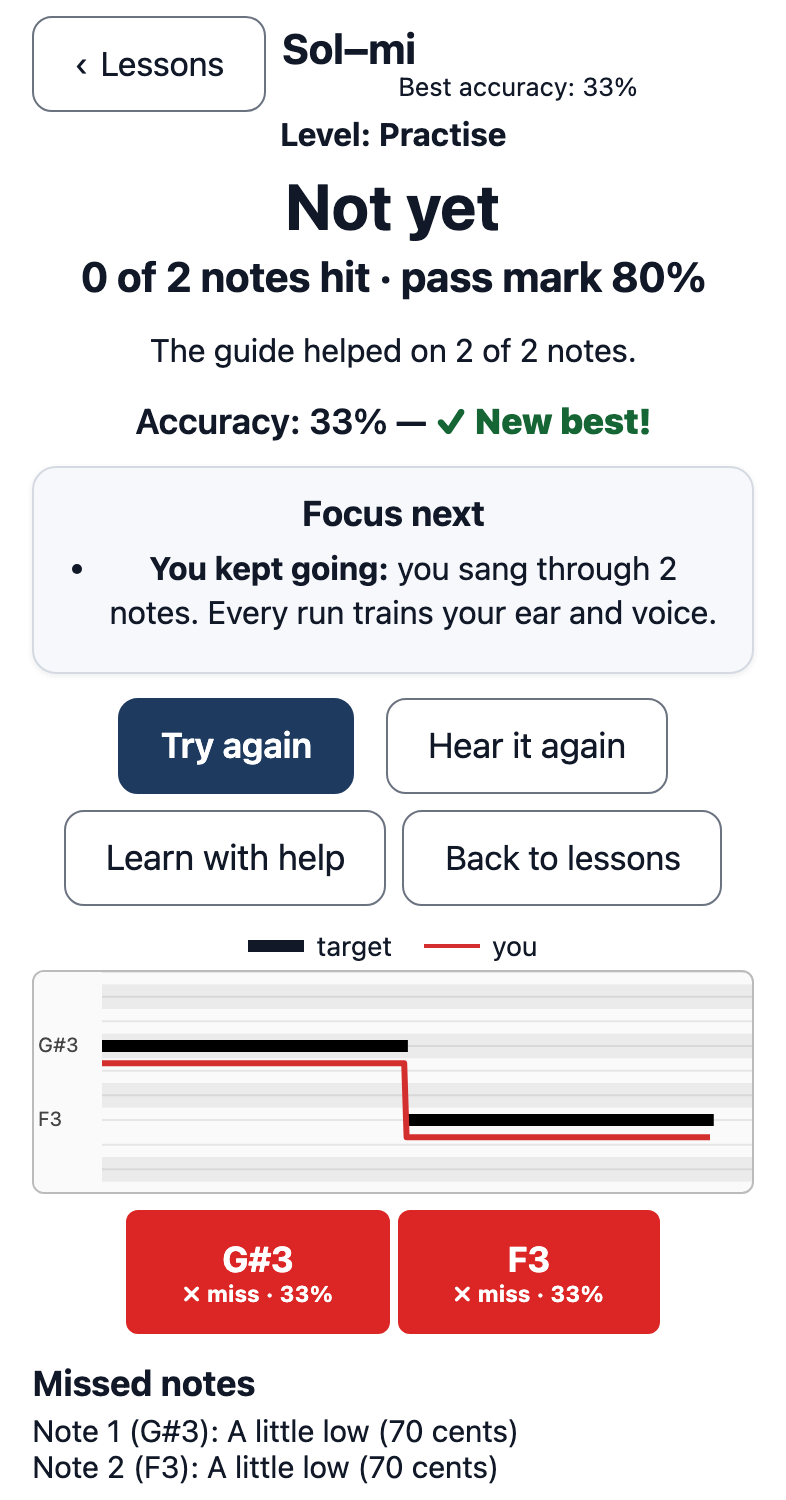 ‹ Lessons
Sol–mi
Best accuracy: 33%
Level: Practise
Not yet
0 of 2 notes hit · pass mark 80%
The guide helped on 2 of 2 notes.
Accuracy: 33% — ✓ New best!
Focus next
• You kept going: you sang through 2
notes. Every run trains your ear and voice.
Try again
Hear it again
Learn with help
Back to lessons
target
you
G#3
F3
G#3
✕ miss · 33%
F3
✕ miss · 33%
Missed notes
Note 1 (G#3): A little low (70 cents)
Note 2 (F3): A little low (70 cents)